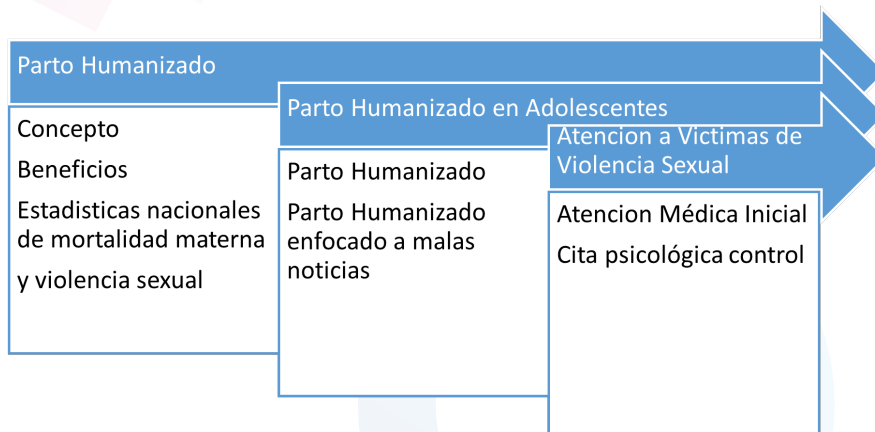 Parto Humanizado
Concepto
Beneficios
Estadisticas nacionales
de mortalidad materna
y violencia sexual
Parto Humanizado en Adolescentes
Parto Humanizado
Parto Humanizado
enfocado a malas
noticias
Atencion a Victimas de
Violencia Sexual
Atencion Médica Inicial
Cita psicológica control